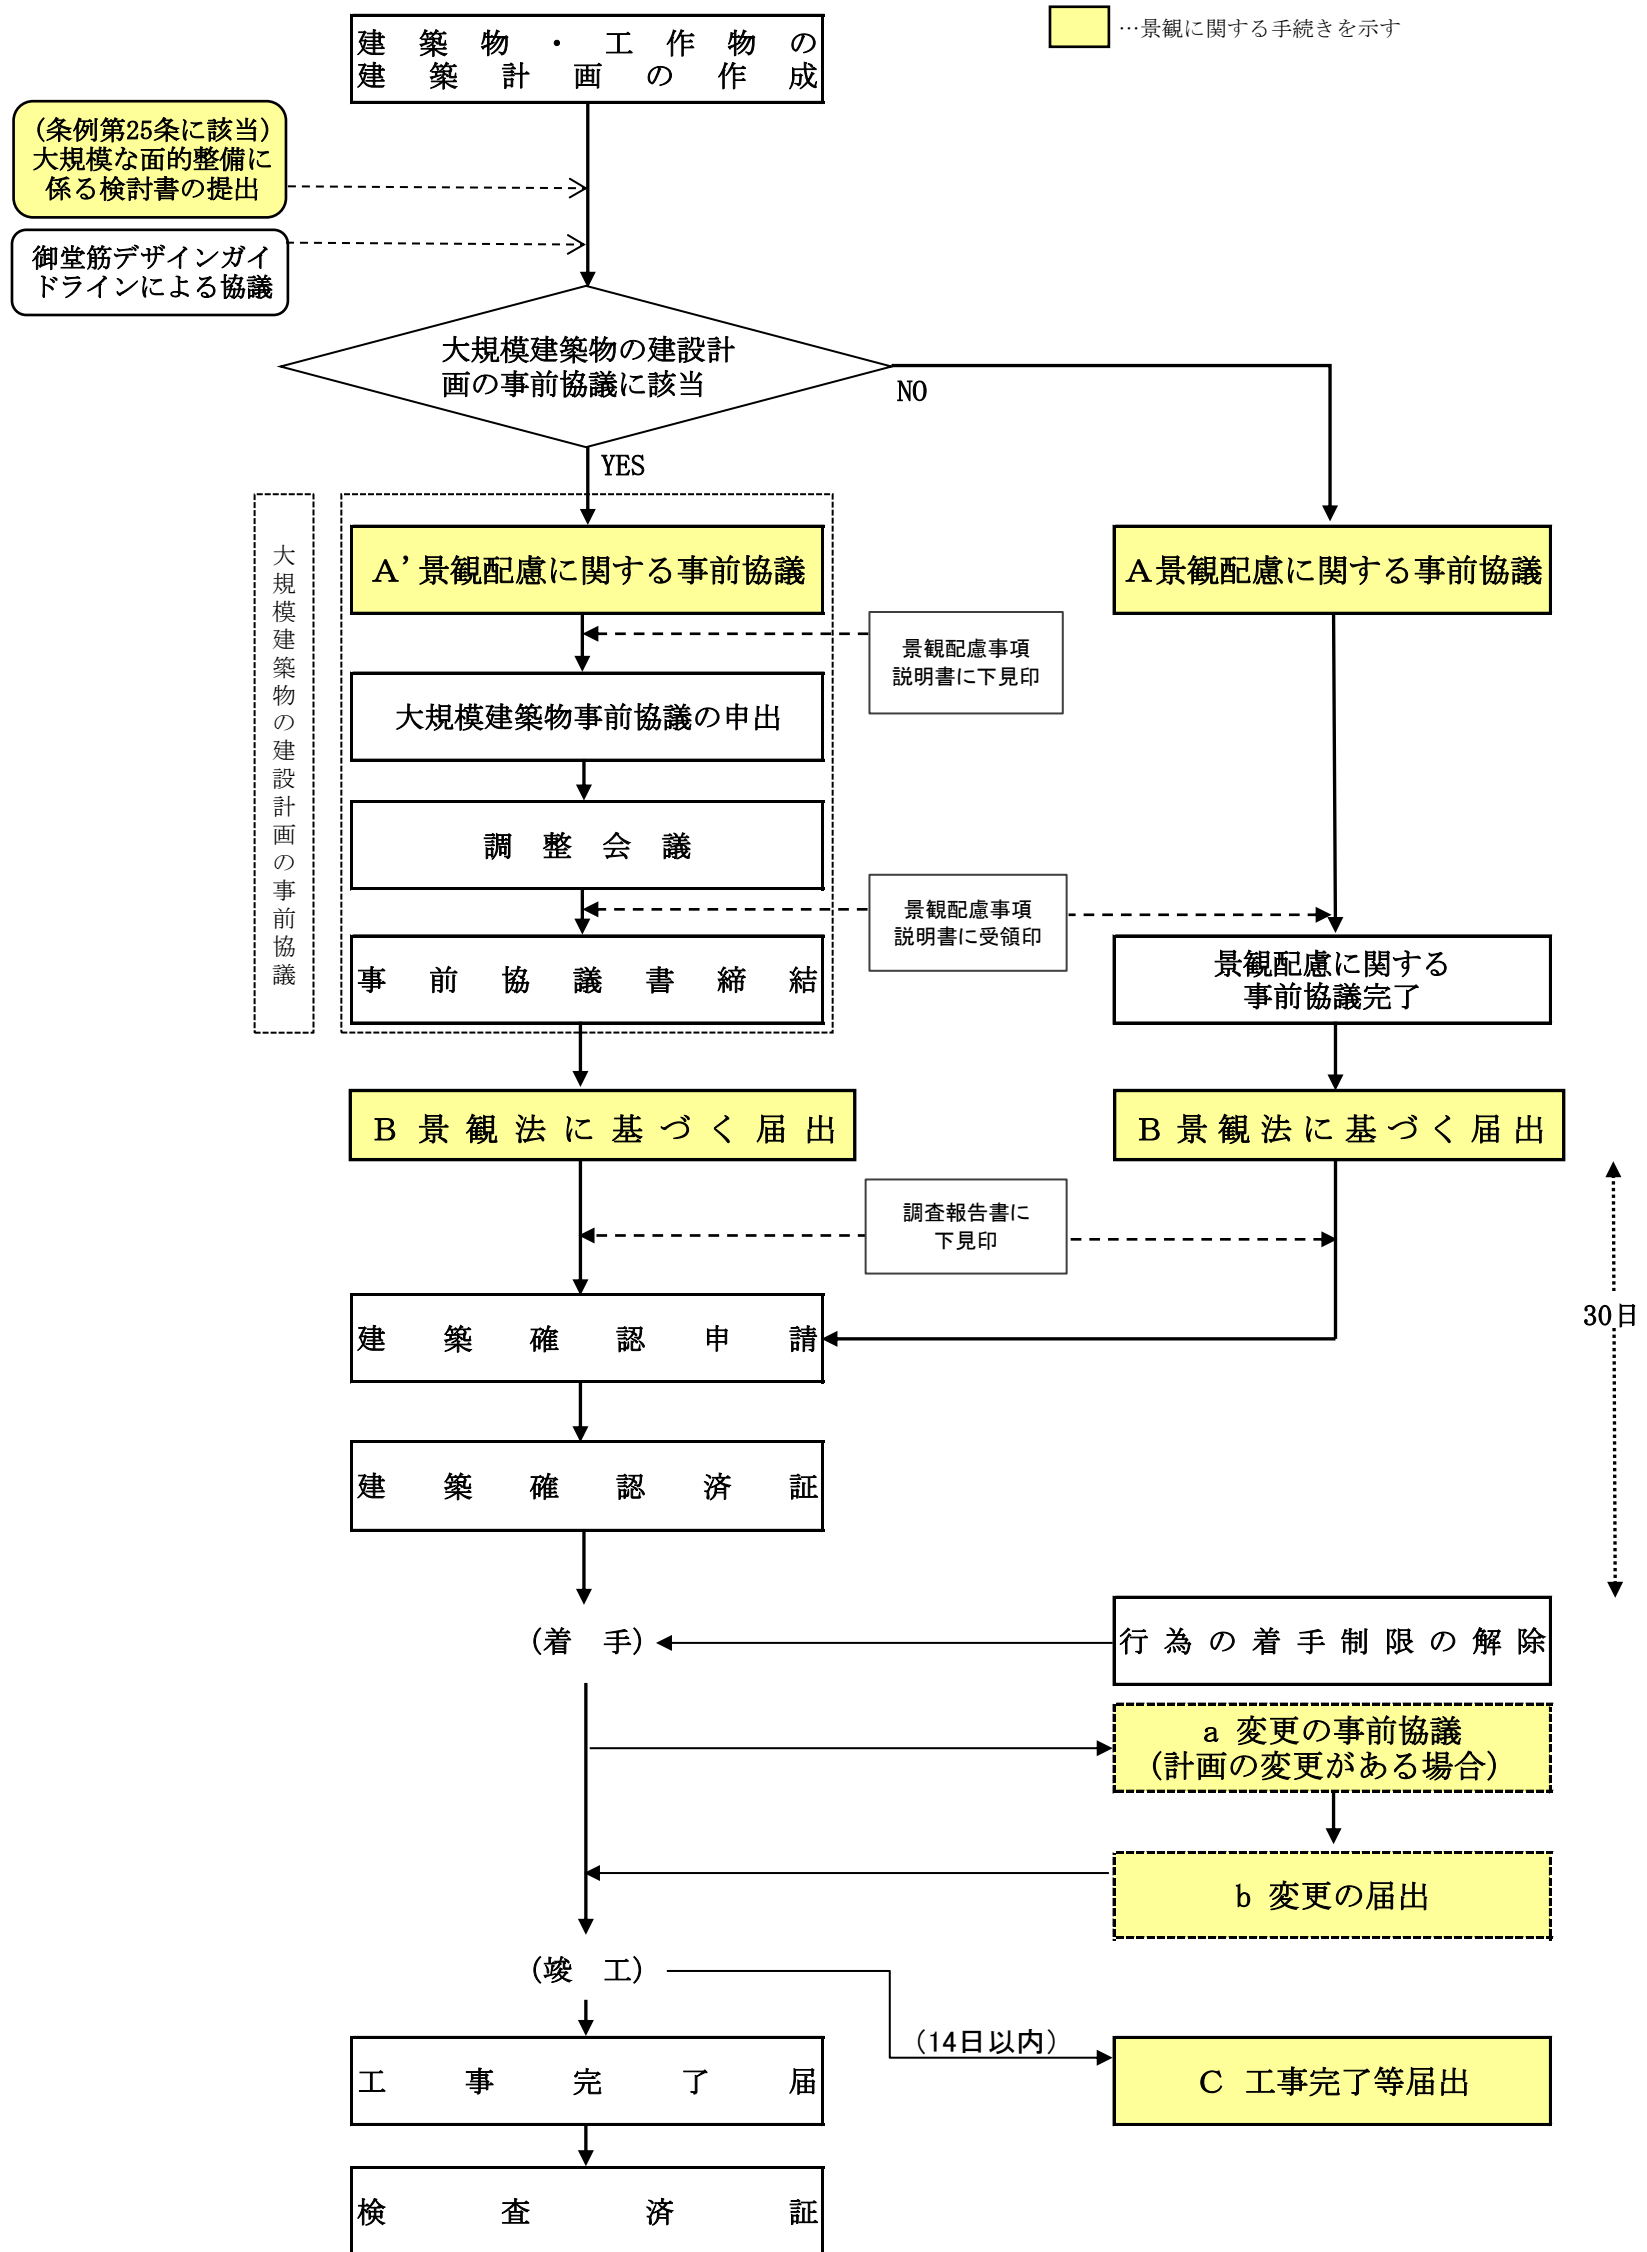 …景観に関する手続きを示す
建築物・工作物の
建築計画の作成
(条例第25条に該当)
大規模な面的整備に
係る検討書の提出
御堂筋デザインガイ
ドラインによる協議
大規模建築物の建設計
画の事前協議に該当
NO
YES
大規模建築物の建設計画の事前協議
A’景観配慮に関する事前協議
A景観配慮に関する事前協議
景観配慮事項
説明書に下見印
大規模建築物事前協議の申出
調整会議
景観配慮事項
説明書に受領印
事前協議書締結
景観配慮に関する
事前協議完了
B景観法に基づく届出
B景観法に基づく届出
調査報告書に
下見印
30日
建築確認申請
建築確認済証
(着 手)
行為の着手制限の解除
a 変更の事前協議
(計画の変更がある場合)
b 変更の届出
(竣 工)
(14日以内)
工事完了届
C 工事完了等届出
検査済証